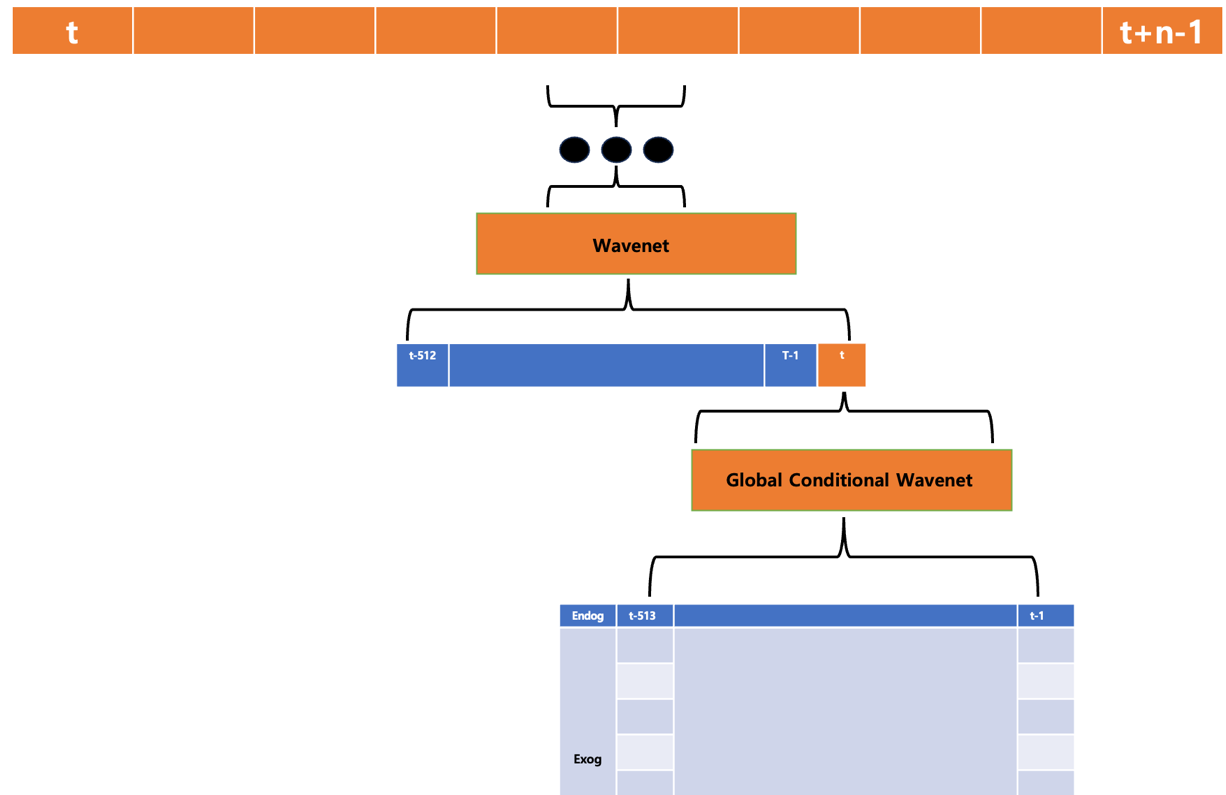 t t+n-1
Wavenet
t-512 T-1 t
Global Conditional Wavenet
Endog t-513 t-1
Exog